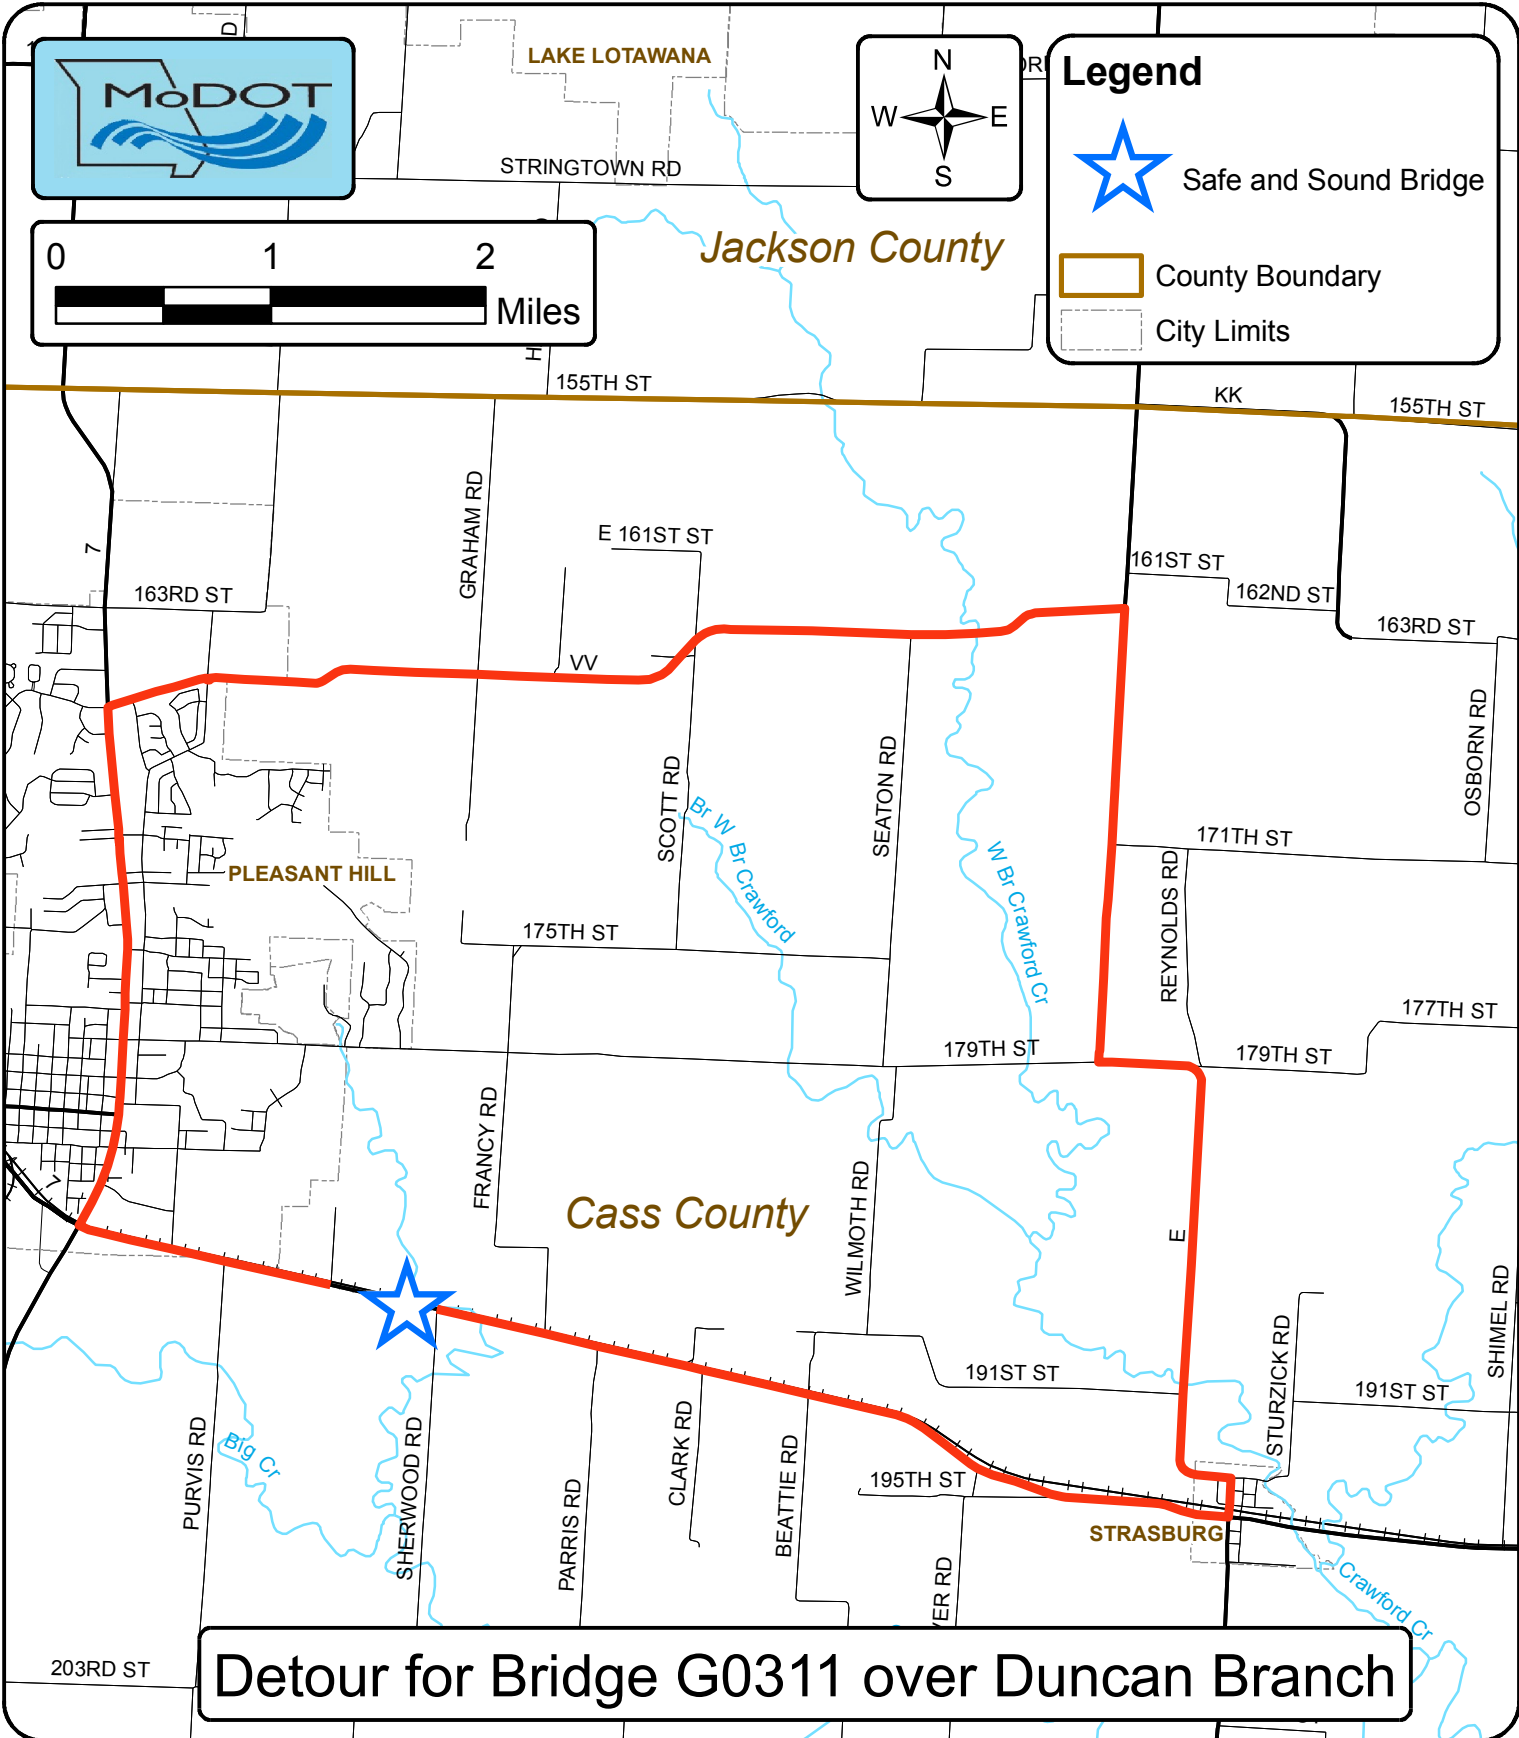 D
LAKE LOTAWANA
MoDOT
N
W E
S
Legend
Safe and Sound Bridge
County Boundary
City Limits
STRINGTOWN RD
Jackson County
0 1 2
Miles
H
155TH ST
KK
155TH ST
GRAHAM RD
7
E 161ST ST
161ST ST
162ND ST
163RD ST
163RD ST
VV
OSBORN RD
SCOTT RD
SEATON RD
Br W Br Crawford
W Br Crawford Cr
171TH ST
REYNOLDS RD
PLEASANT HILL
175TH ST
177TH ST
179TH ST
179TH ST
FRANCY RD
7
WILMOTH RD
Cass County
E
SHIMEL RD
STURZICK RD
191ST ST
191ST ST
PURVIS RD
Big Cr
SHERWOOD RD
CLARK RD
BEATTIE RD
PARRIS RD
195TH ST
STRASBURG
VER RD
Crawford Cr
203RD ST
Detour for Bridge G0311 over Duncan Branch